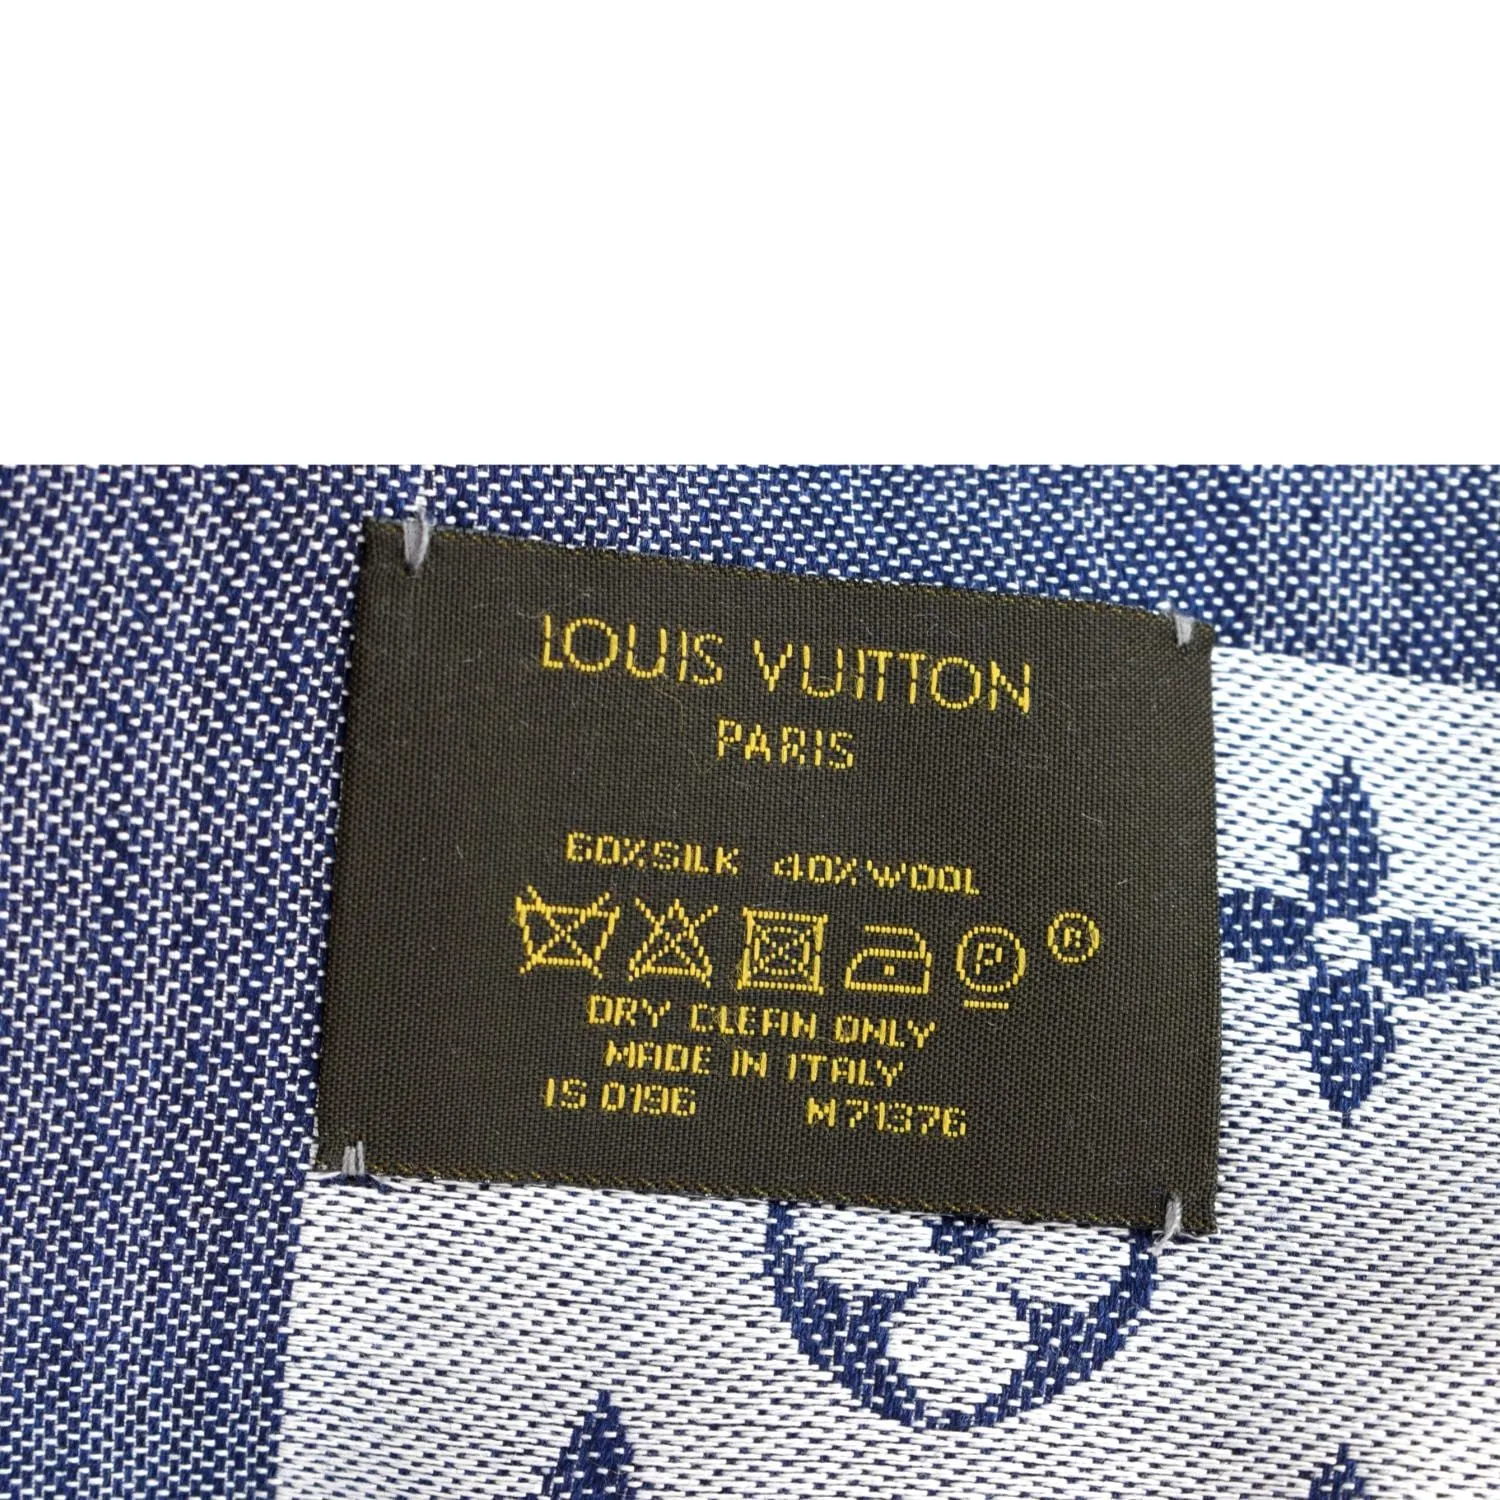 LOUIS VUITTON
PARIS
60%SILK 40%WOOL
P ®
DRY CLEAN ONLY
MADE IN ITALY
IS 0196 M71376